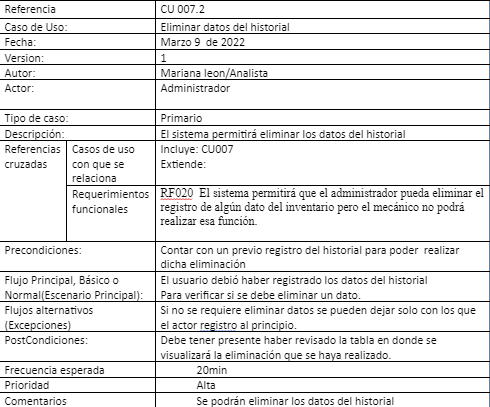 Referencia CU 007.2
Caso de Uso: Eliminar datos del historial
Fecha: Marzo 9 de 2022
Version: 1
Autor: Mariana leon/Analista
Actor: Administrador
Tipo de caso: Primario
Descripción: El sistema permitirá eliminar los datos del historial
Referencias cruzadas
Casos de uso con que se relaciona
Incluye: CU007
Extiende:
Requerimientos funcionales
RF020 El sistema permitirá que el administrador pueda eliminar el
registro de algún dato del inventario pero el mecánico no podrá
realizar esa función.
Precondiciones: Contar con un previo registro del historial para poder realizar
dicha eliminación
Flujo Principal, Básico o
Normal(Escenario Principal):
El usuario debió haber registrado los datos del historial
Para verificar si se debe eliminar un dato.
Flujos alternativos
(Excepciones)
Si no se requiere eliminar datos se pueden dejar solo con los que
el actor registro al principio.
PostCondiciones: Debe tener presente haber revisado la tabla en donde se
visualizará la eliminación que se haya realizado.
Frecuencia esperada 20min
Prioridad Alta
Comentarios Se podrán eliminar los datos del historial